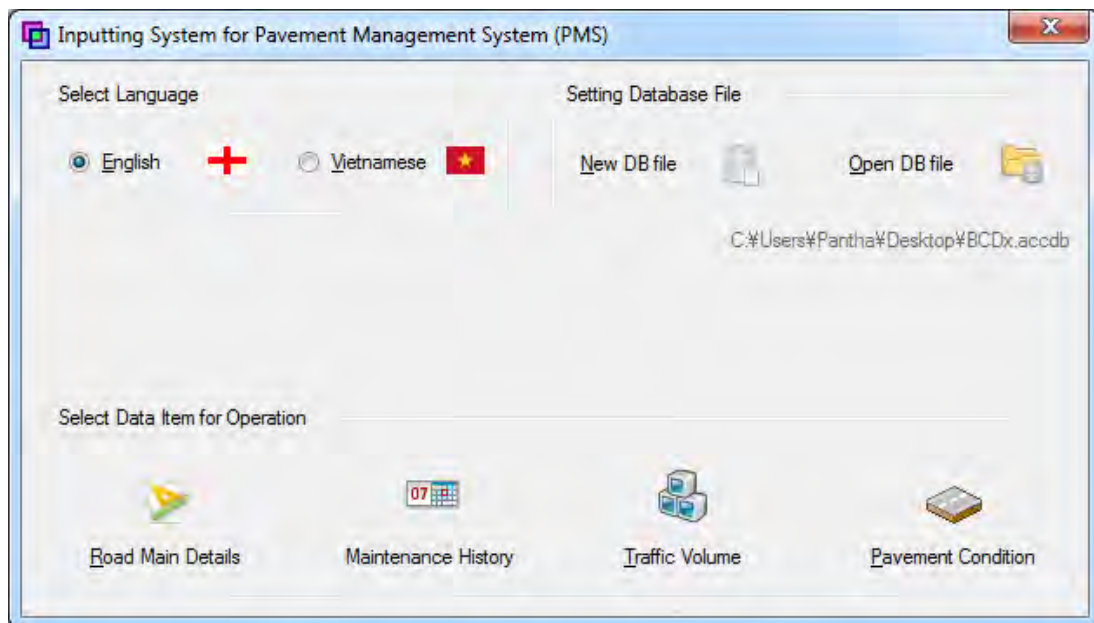 Inputting System for Pavement Management System (PMS)
Select Language
Setting Database File
English
Vietnamese
New DB file
Open DB file
C:¥Users¥Pantha¥Desktop¥BCDx.accdb
Select Data Item for Operation
07
Road Main Details
Maintenance History
Traffic Volume
Pavement Condition